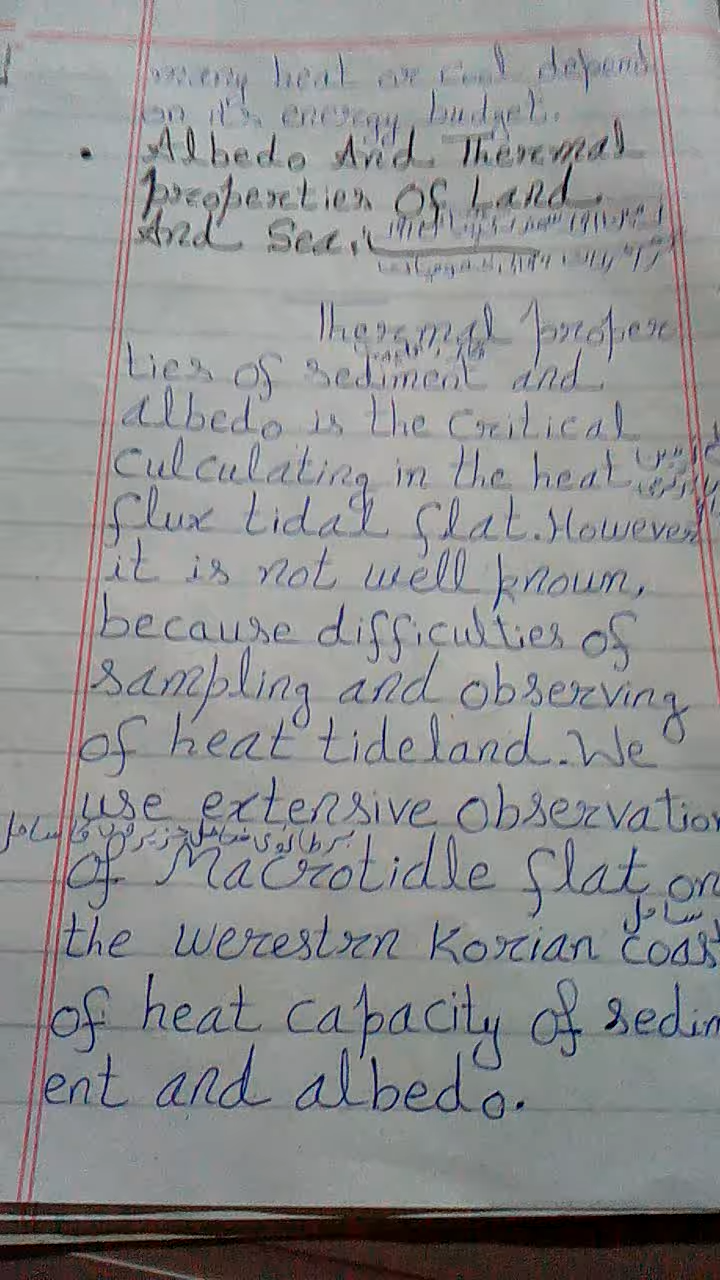 many heat or cool depend
on it's energy budget.
• Albedo And Thermal
properties Of Land
And Sea.
Thermal proper
ties of sediment and
albedo is the critical
culculating in the heat
flux tidal flat. However
it is not well knoun,
because difficulties of
sampling and observing
of heat tideland. We
use extensive observation
of Macrotidle flat on
ساحل
the werestrn Korian coast
of heat capacity of sedim
ent and albedo.